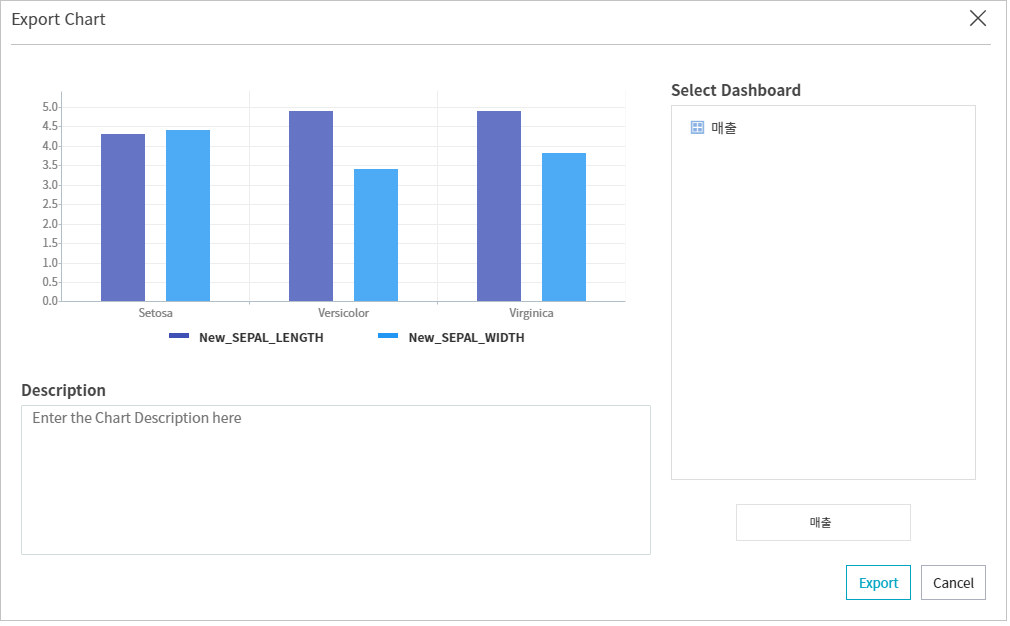 Export Chart
5.0
4.5
4.0
3.5
3.0
2.5
2.0
1.5
1.0
0.5
0.0
Setosa Versicolor Virginica
New_SEPAL_LENGTH New_SEPAL_WIDTH
Description
Enter the Chart Description here
Select Dashboard
매출
매출
Export Cancel